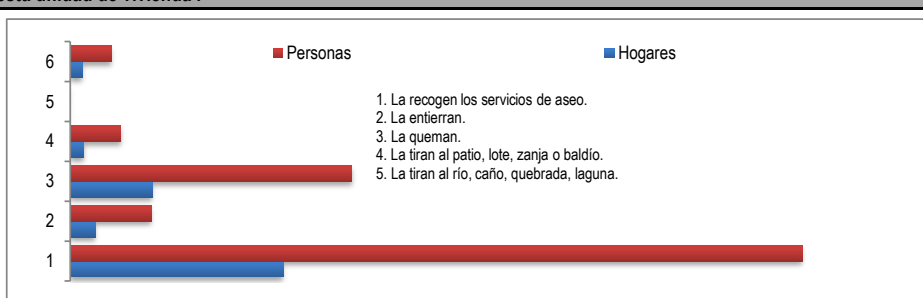 6
Personas
Hogares
5
1. La recogen los servicios de aseo.
2. La entierran.
4
3. La queman.
4. La tiran al patio, lote, zanja o baldío.
3
5. La tiran al río, caño, quebrada, laguna.
2
1